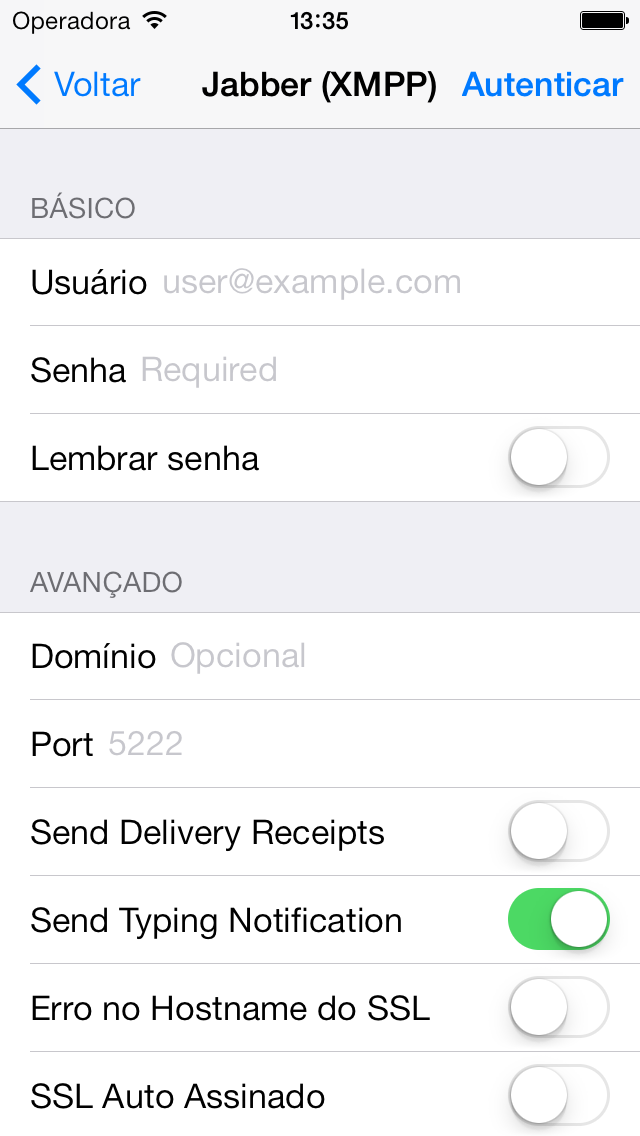 Operadora 13:35
Voltar Jabber (XMPP) Autenticar
BÁSICO
Usuário user@example.com
Senha Required
Lembrar senha
AVANÇADO
Domínio Opcional
Port 5222
Send Delivery Receipts
Send Typing Notification
Erro no Hostname do SSL
SSL Auto Assinado